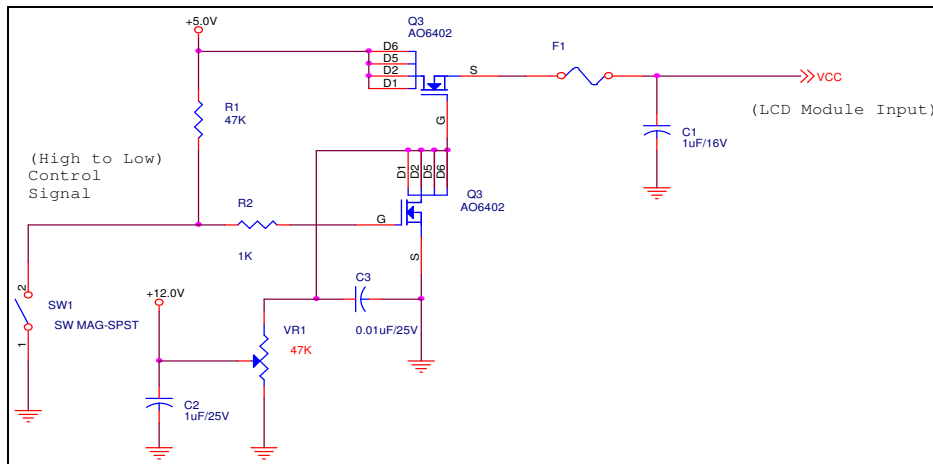 +5.0V
Q3
AO6402
F1
D6
D5
D2
D1
S
G
VCC
(LCD Module Input)
R1
47K
C1
1uF/16V
(High to Low)
Control
Signal
D1
D2
D5
D6
Q3
AO6402
R2
G
1K
S
C3
0.01uF/25V
+12.0V
2
SW1
SW MAG-SPST
1
VR1
47K
C2
1uF/25V